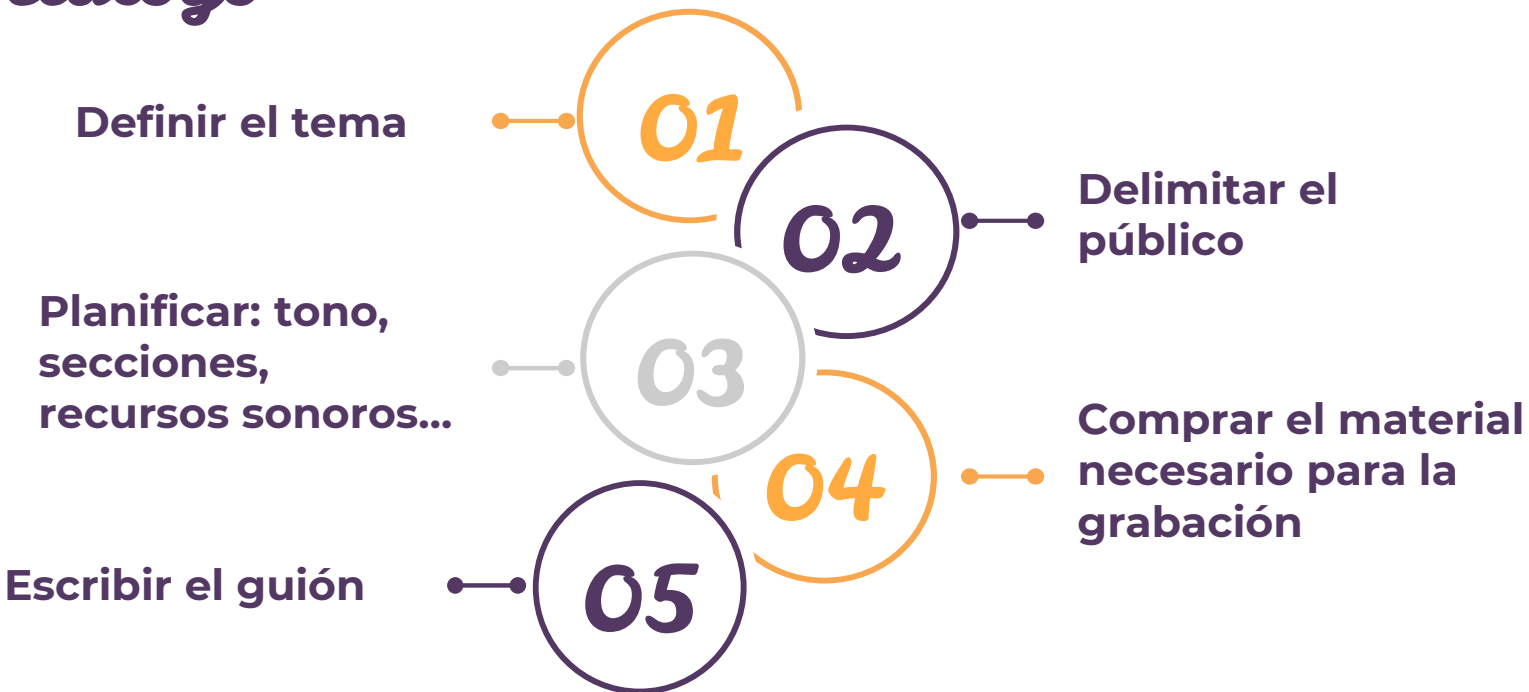 01
Definir el tema
02
Delimitar el
público
03
Planificar: tono,
secciones,
recursos sonoros...
04
Comprar el material
necesario para la
grabación
05
Escribir el guión